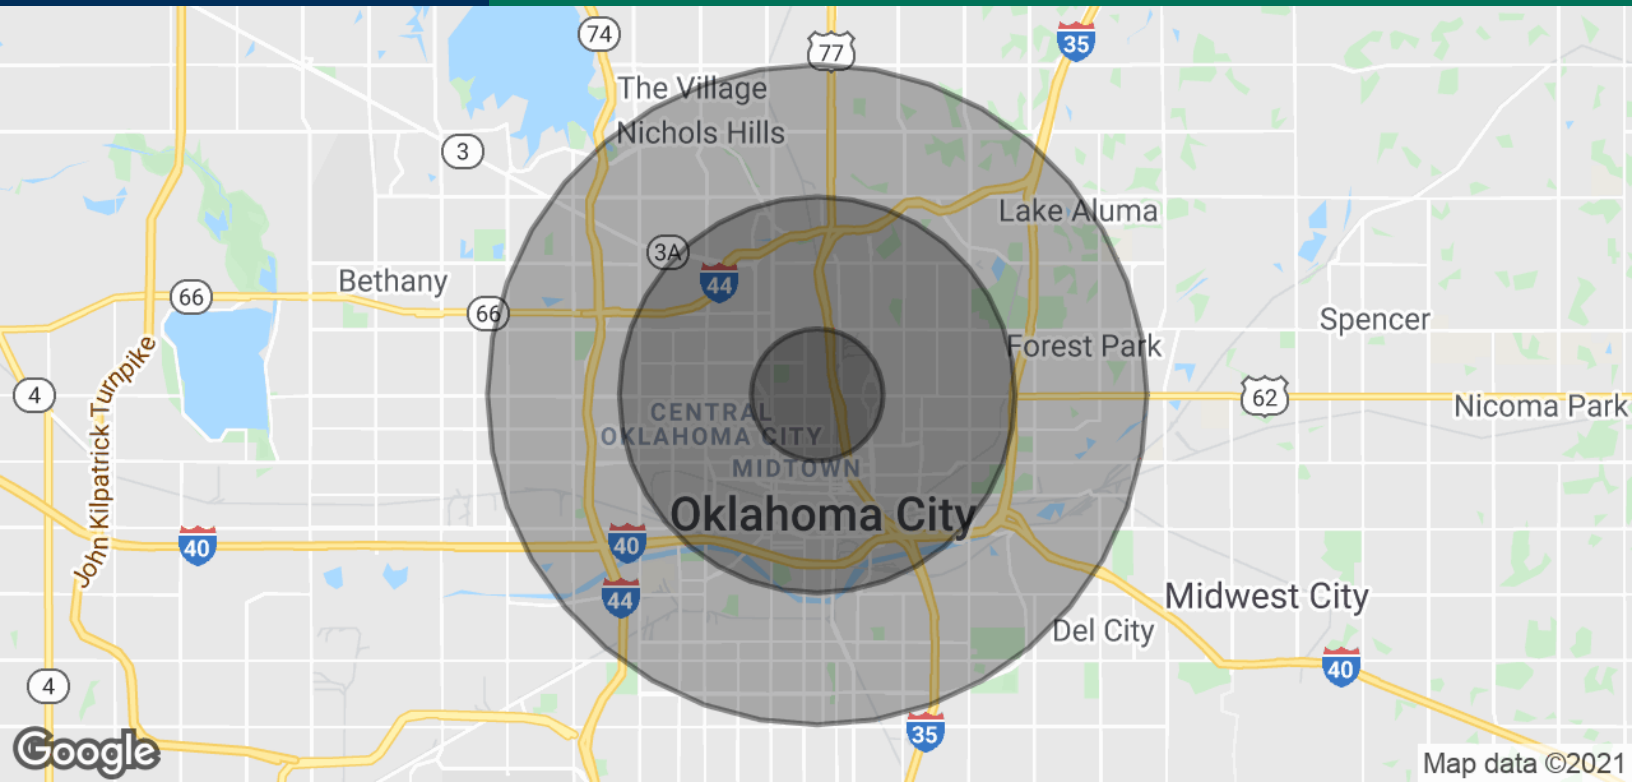 74
77
35
The Village
Nichols Hills
3
Lake Aluma
3A
Bethany
44
66
66
Spencer
Forest Park
John Kilpatrick Turnpike
4
62
Nicoma Park
CENTRAL
OKLAHOMA CITY
MIDTOWN
Oklahoma City
40
40
44
Midwest City
Del City
40
4
35
Google
Map data ©2021